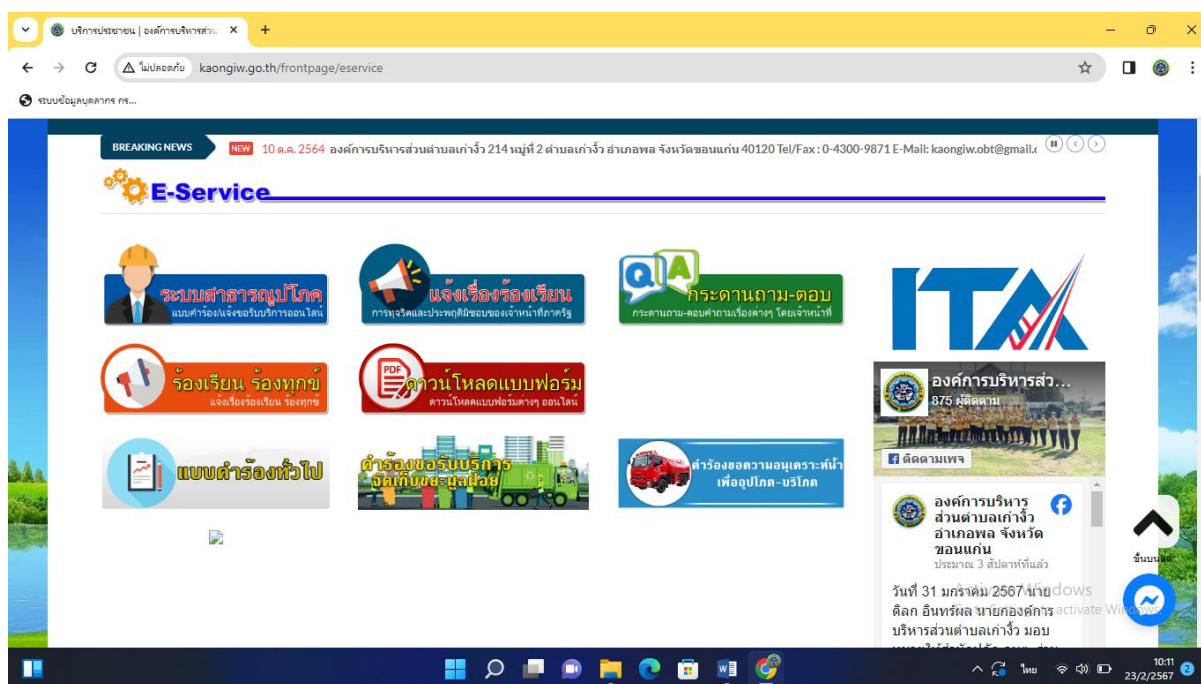 บริการประชาชน | องค์การบริหารส่วน
ไม่ปลอดภัย kaongiw.go.th/frontpage/eservice
ระบบข้อมูลบุคลากร กร...
BREAKING NEWS NEW 10 ต.ค. 2564 องค์การบริหารส่วนตำบลเก่างิ้ว 214 หมู่ที่ 2 ตำบลเก่างิ้ว อำเภอพล จังหวัดขอนแก่น 40120 Tel/Fax : 0-4300-9871 E-Mail: kaongiw.obt@gmail.c
E-Service
ระบบสาธารณูปโภค
แบบคำร้อง/แจ้งขอรับบริการออนไลน์
แจ้งเรื่องร้องเรียน
การทุจริตและประพฤติมิชอบของเจ้าหน้าที่ภาครัฐ
Q A
กระดานถาม-ตอบ
กระดานถาม-ตอบคำถามเรื่องต่างๆ โดยเจ้าหน้าที่
ITA
ร้องเรียน ร้องทุกข์
แจ้งเรื่องร้องเรียน ร้องทุกข์
PDF
ดาวน์โหลดแบบฟอร์ม
ดาวน์โหลดแบบฟอร์มต่างๆ ออนไลน์
องค์การบริหารส่ว...
875 ผู้ติดตาม
ติดตามเพจ
แบบคำร้องทั่วไป
คำร้องขอรับบริการ
จัดเก็บขยะมูลฝอย
คำร้องขอความอนุเคราะห์น้ำ
เพื่ออุปโภค-บริโภค
องค์การบริหาร
ส่วนตำบลเก่างิ้ว
อำเภอพล จังหวัด
ขอนแก่น
ประมาณ 3 สัปดาห์ที่แล้ว
วันที่ 31 มกราคม 2567 นาย
ดิลก อินทร์ผล นายกองค์การ
บริหารส่วนตำบลเก่างิ้ว มอบ
ขึ้นบนสุด
Activate Windows
Go to Settings to activate Windows.
ไทย
10:11
23/2/2567
2